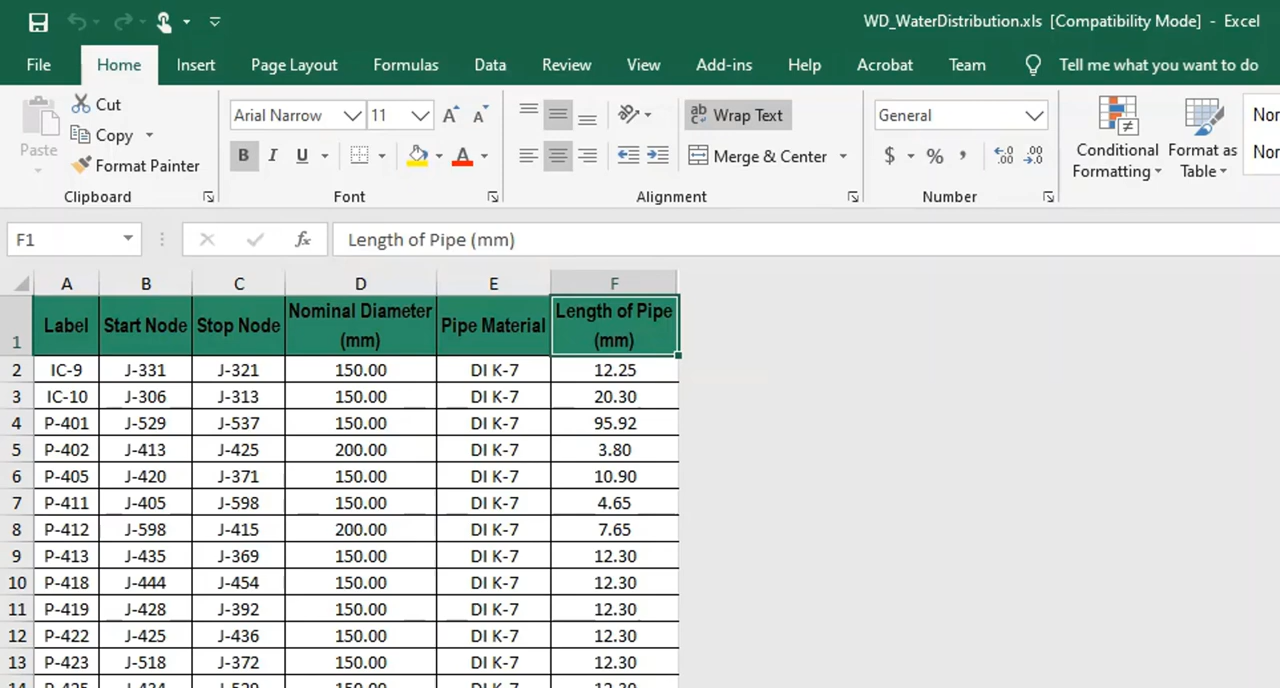 WD_WaterDistribution.xls [Compatibility Mode] - Excel
File Home Insert Page Layout Formulas Data Review View Add-ins Help Acrobat Team Tell me what you want to do
Paste
Cut
Copy
Format Painter
Clipboard
Arial Narrow 11
B I U
Font
Wrap Text
Merge & Center
Alignment
General
$ % ,
Number
Conditional Formatting
Format as Table
Nor
Nor
F1 fx Length of Pipe (mm)
A B C D E F
1 Label Start Node Stop Node Nominal Diameter (mm) Pipe Material Length of Pipe (mm)
2 IC-9 J-331 J-321 150.00 DI K-7 12.25
3 IC-10 J-306 J-313 150.00 DI K-7 20.30
4 P-401 J-529 J-537 150.00 DI K-7 95.92
5 P-402 J-413 J-425 200.00 DI K-7 3.80
6 P-405 J-420 J-371 150.00 DI K-7 10.90
7 P-411 J-405 J-598 150.00 DI K-7 4.65
8 P-412 J-598 J-415 200.00 DI K-7 7.65
9 P-413 J-435 J-369 150.00 DI K-7 12.30
10 P-418 J-444 J-454 150.00 DI K-7 12.30
11 P-419 J-428 J-392 150.00 DI K-7 12.30
12 P-422 J-425 J-436 150.00 DI K-7 12.30
13 P-423 J-518 J-372 150.00 DI K-7 12.30